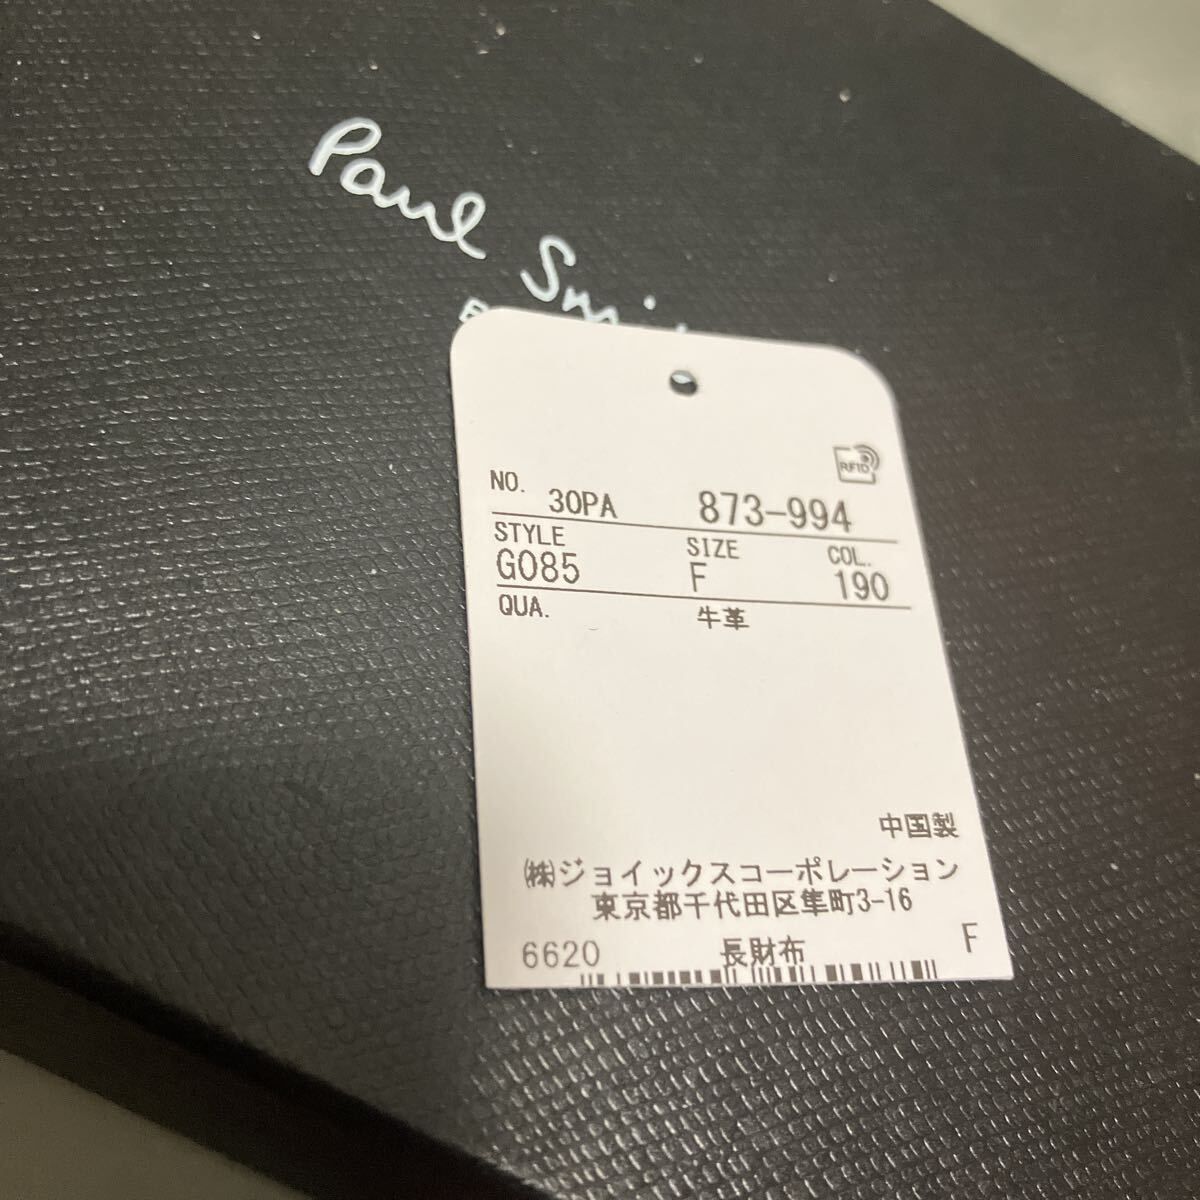 Paul Smi
RFID
NO. 30PA 873-994
STYLE SIZE COL.
G085 F 190
QUA. 牛革
中国製
㈱ジョイックスコーポレーション
東京都千代田区隼町3-16
6620 長財布 F